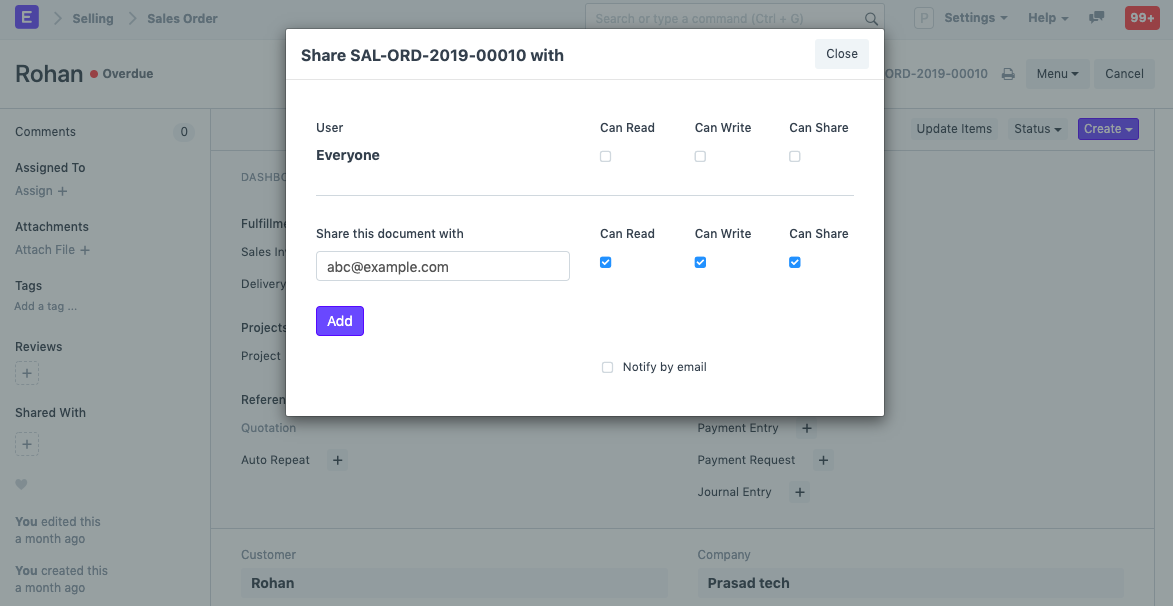 E Selling Sales Order Search or type a command (Ctrl + G) P Settings Help 99+
Rohan Overdue ORD-2019-00010 Menu Cancel
Share SAL-ORD-2019-00010 with Close
User Can Read Can Write Can Share
Everyone
Share this document with Can Read Can Write Can Share
abc@example.com
Add
Notify by email
Comments 0
Assigned To
Assign +
Attachments
Attach File +
Tags
Add a tag ...
Reviews
+
Shared With
+
You edited this
a month ago
You created this
a month ago
Update Items Status Create
Sales
Delivery
Projects
Project
Quotation
Auto Repeat +
Payment Entry +
Payment Request +
Journal Entry +
Customer
Rohan
Company
Prasad tech